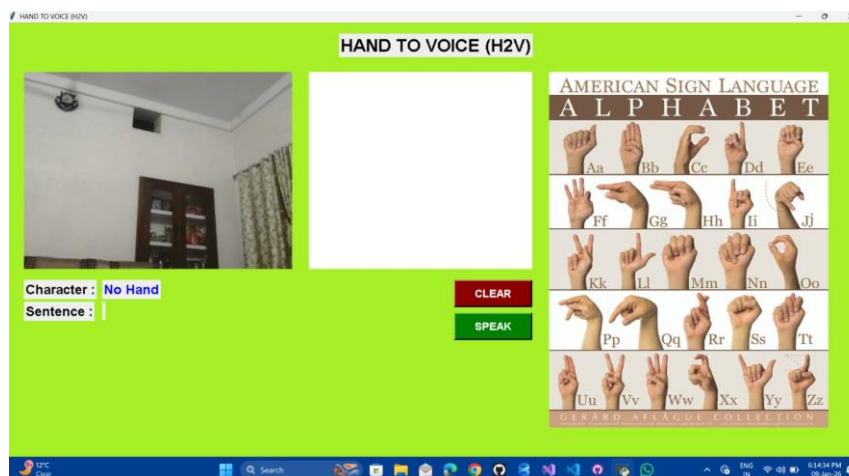 HAND TO VOICE (H2V)
HAND TO VOICE (H2V)
AMERICAN SIGN LANGUAGE
ALPHABET
Aa Bb Cc Dd Ee
Ff Gg Hh Ii Jj
Kk Ll Mm Nn Oo
Pp Qq Rr Ss Tt
Uu Vv Ww Xx Yy Zz
GERARD AFLAGUE COLLECTION
Character : No Hand
Sentence :
CLEAR
SPEAK
12°C
Clear
Search
ENG
IN
6:14:34 PM
09-Jan-26